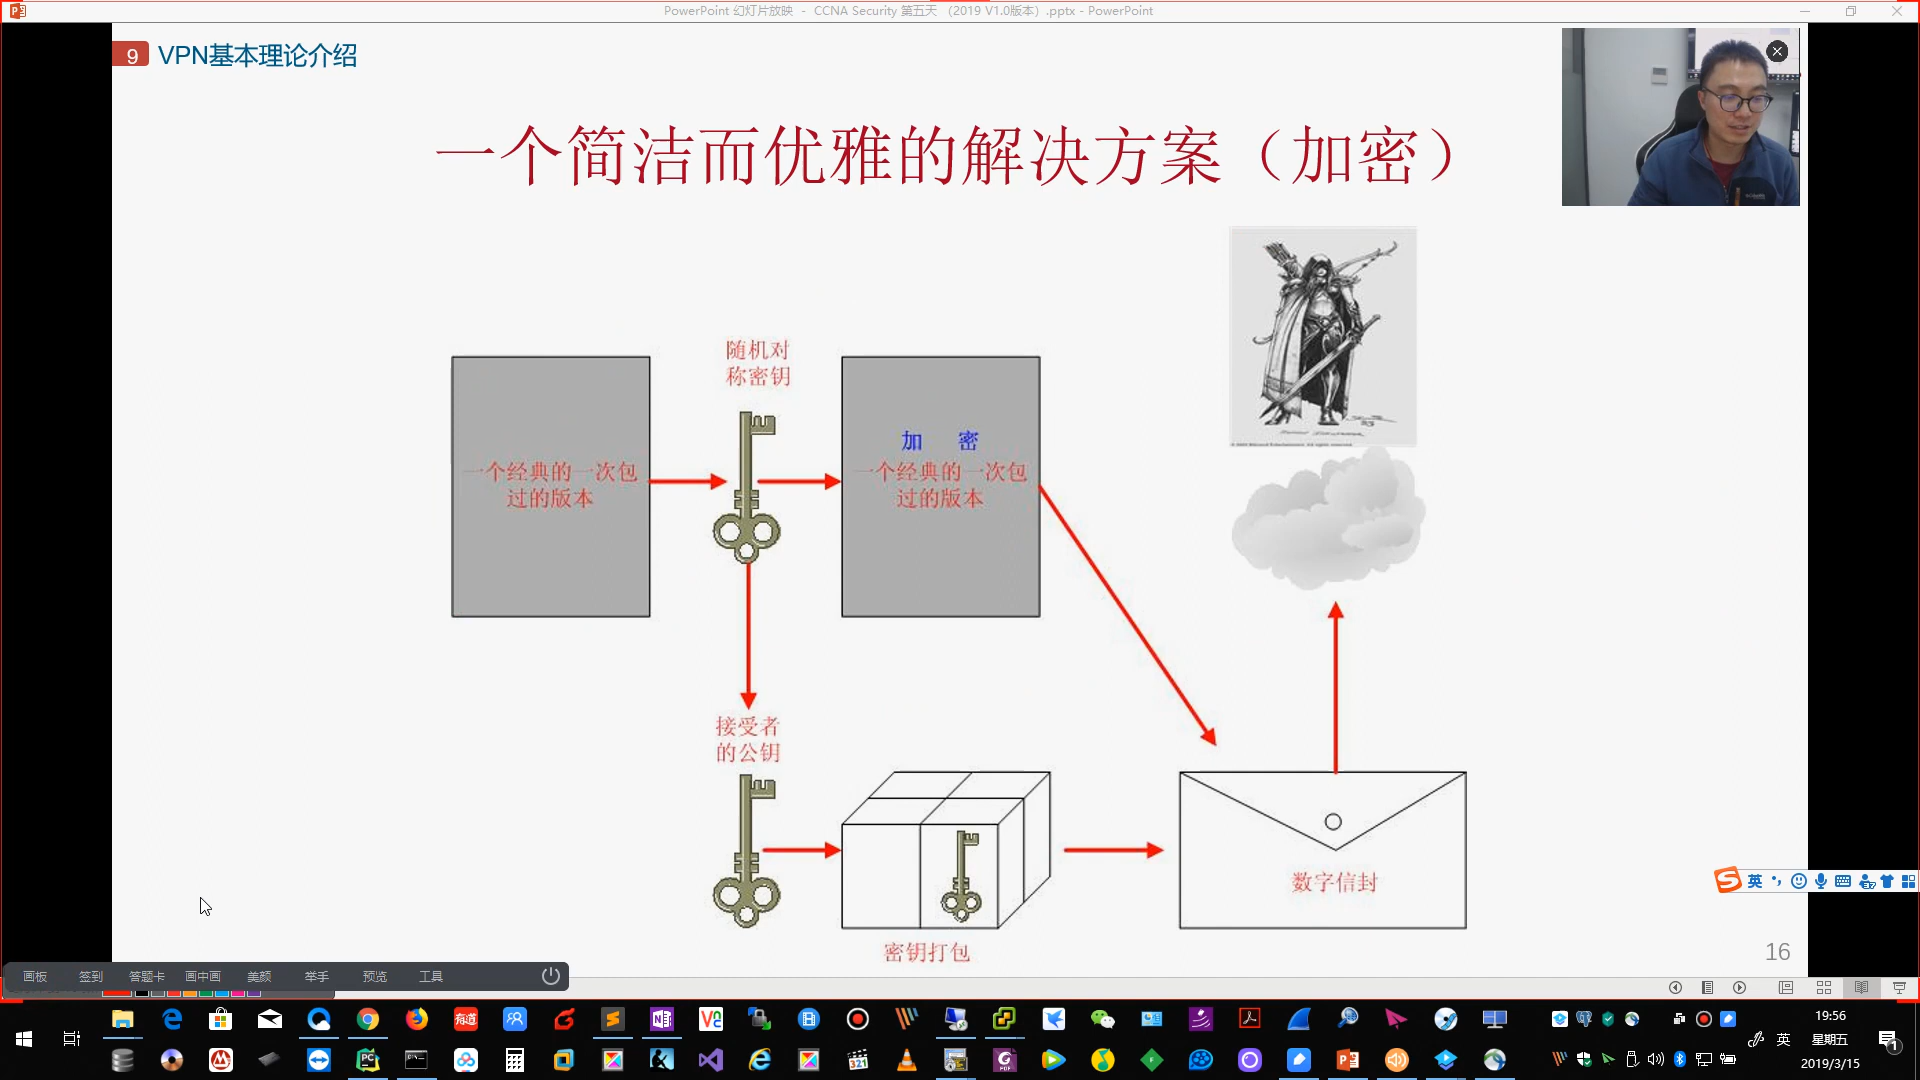 PowerPoint 幻灯片放映 - CCNA Security 第五天 （2019 V1.0版本）.pptx - PowerPoint
9 VPN基本理论介绍
一个简洁而优雅的解决方案（加密）
随机对
称密钥
一个经典的一次包
过的版本
加 密
一个经典的一次包
过的版本
接受者
的公钥
密钥打包
数字信封
英
16
画板 签到 答题卡 画中画 美颜 举手 预览 工具
有道
19:56
英 星期五
2019/3/15
1
321